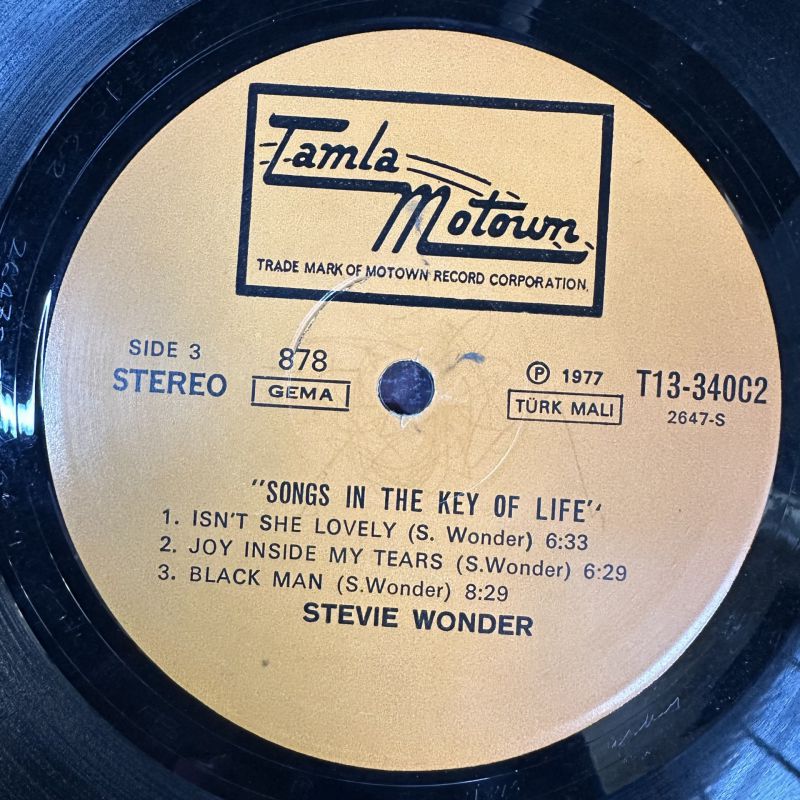 Tamla
Motown
TRADE MARK OF MOTOWN RECORD CORPORATION.
SIDE 3
STEREO
878
GEMA
℗ 1977
TÜRK MALI
T13-340C2
2647-S
"SONGS IN THE KEY OF LIFE"
1. ISN'T SHE LOVELY (S. Wonder) 6:33
2. JOY INSIDE MY TEARS (S.Wonder) 6:29
3. BLACK MAN (S.Wonder) 8:29
STEVIE WONDER